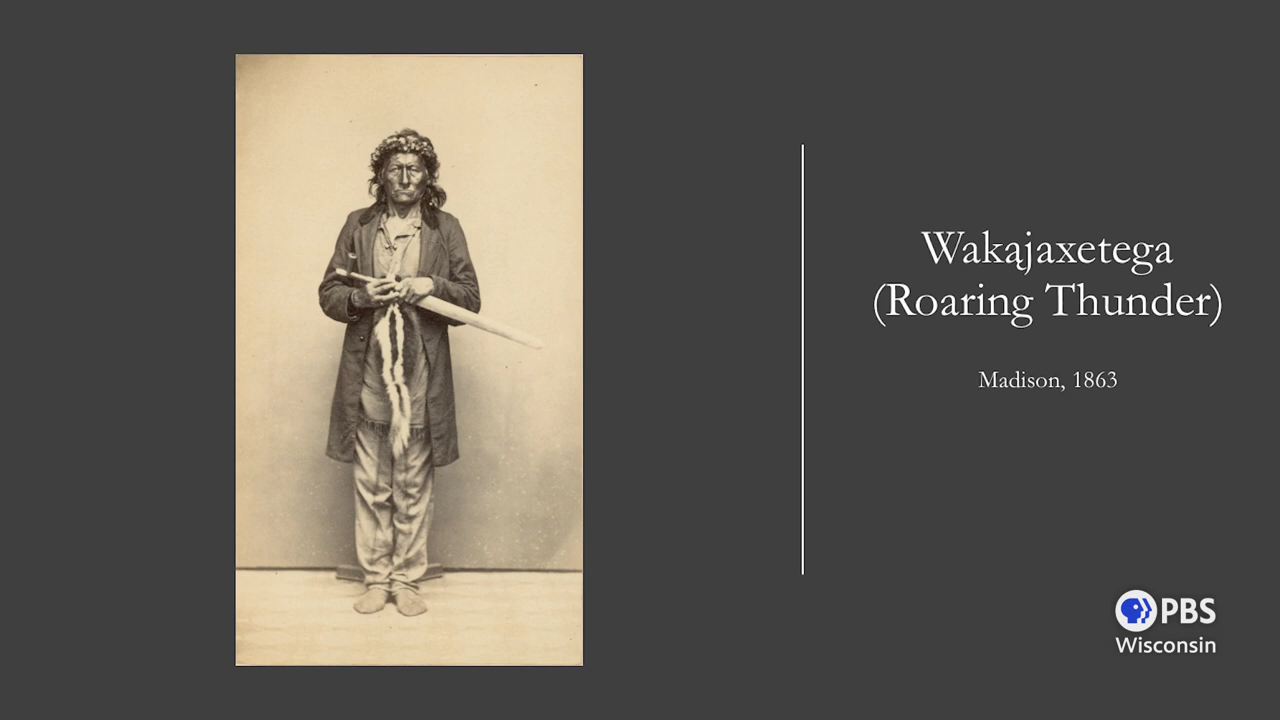 Wakąjaxetega
(Roaring Thunder)
Madison, 1863
PBS
Wisconsin